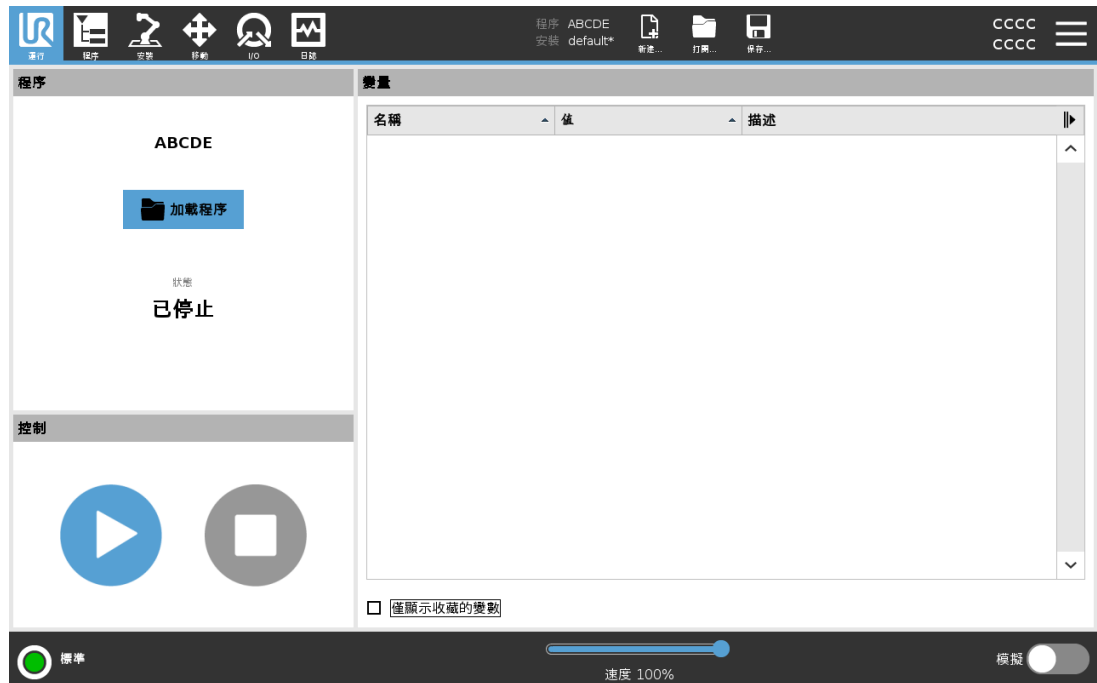 UR
運行
程序
安裝
移動
I/O
日誌
程序 ABCDE
安裝 default*
新建...
打開...
保存...
CCCC
CCCC
程序
ABCDE
加載程序
狀態
已停止
控制
變量
名稱 值 描述
僅顯示收藏的變數
標準
速度 100%
模擬